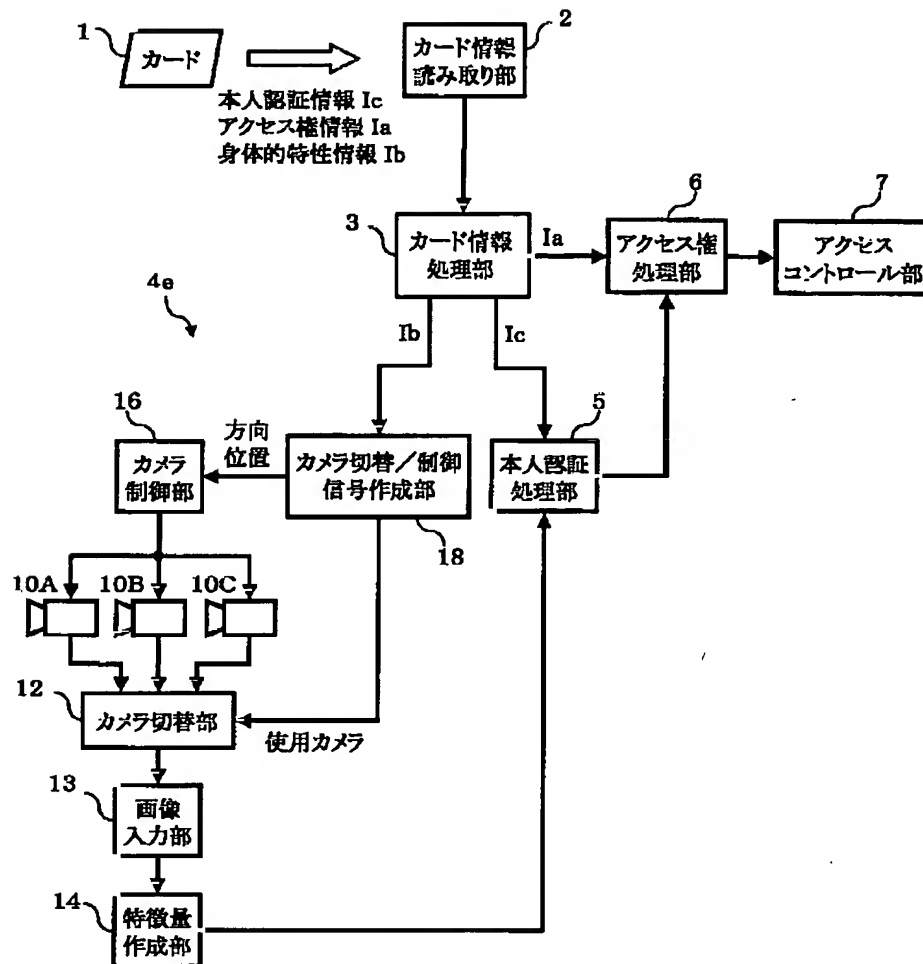 1
カード
2
カード情報
読み取り部
本人認証情報 Ic
アクセス権情報 Ia
身体的特性情報 Ib
3
カード情報
処理部
Ia
6
アクセス権
処理部
7
アクセス
コントロール部
4e
Ib
Ic
16
カメラ
制御部
方向
位置
カメラ切替/制御
信号作成部
18
5
本人認証
処理部
10A
10B
10C
12
カメラ切替部
使用カメラ
13
画像
入力部
14
特徴量
作成部